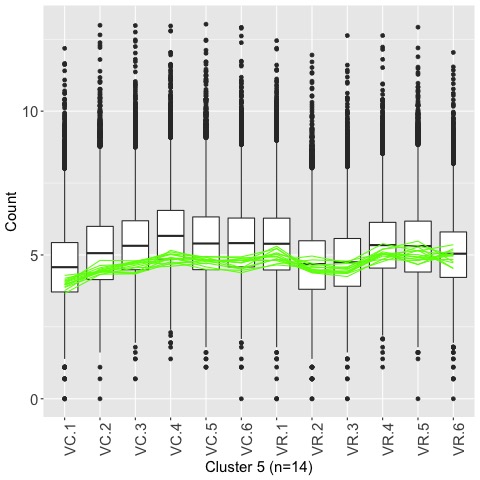 Count
10
5
0
VC.1
VC.2
VC.3
VC.4
VC.5
VC.6
VR.1
VR.2
VR.3
VR.4
VR.5
VR.6
Cluster 5 (n=14)